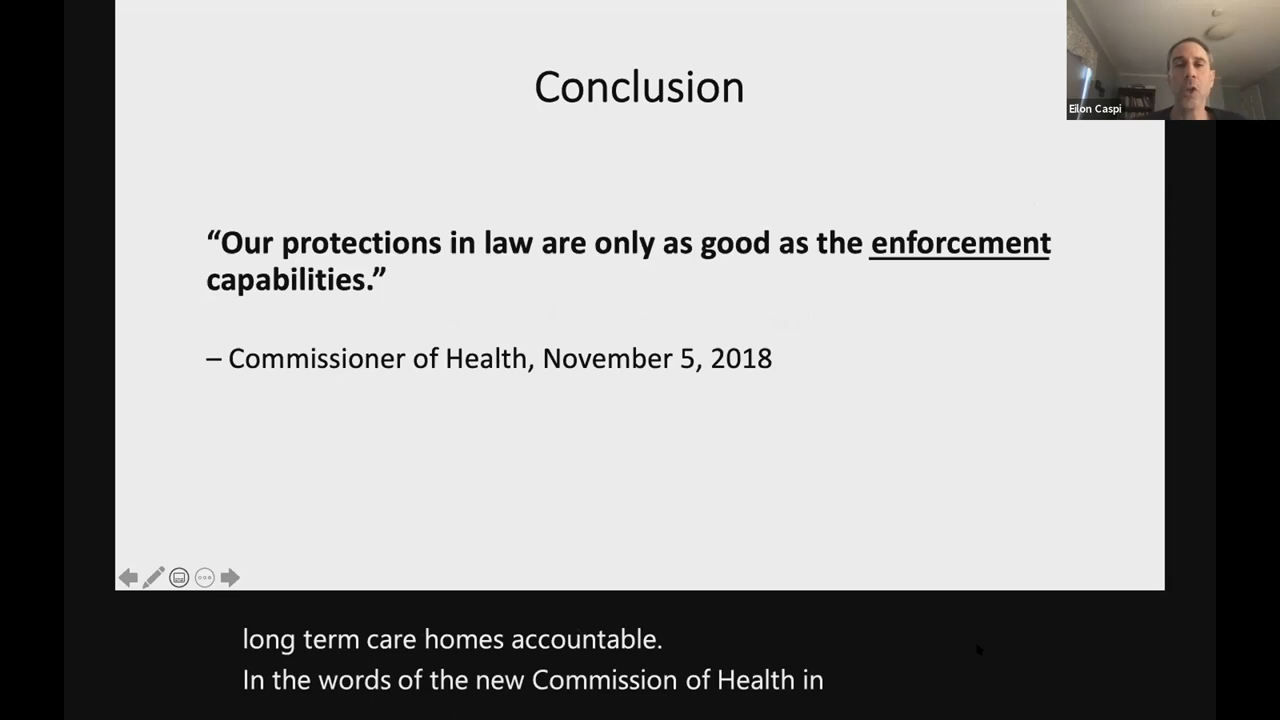 Conclusion
Eilon Caspi
“Our protections in law are only as good as the enforcement
capabilities.”
– Commissioner of Health, November 5, 2018
long term care homes accountable.
In the words of the new Commission of Health in